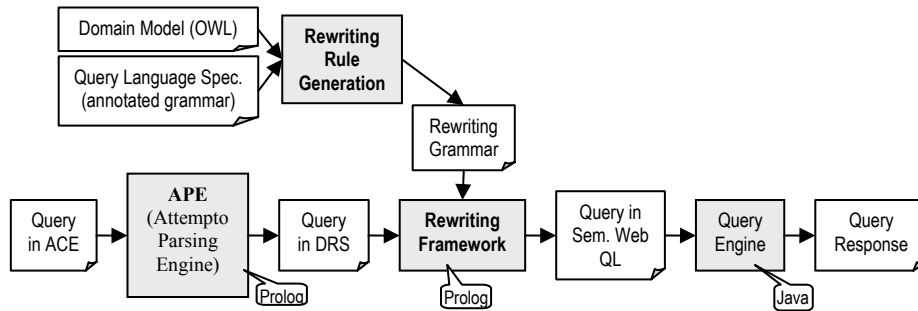 Domain Model (OWL)
Query Language Spec.
(annotated grammar)
Rewriting
Rule
Generation
Rewriting
Grammar
Query
in ACE
APE
(Attempto
Parsing
Engine)
Prolog
Query
in DRS
Rewriting
Framework
Prolog
Query in
Sem. Web
QL
Query
Engine
Java
Query
Response